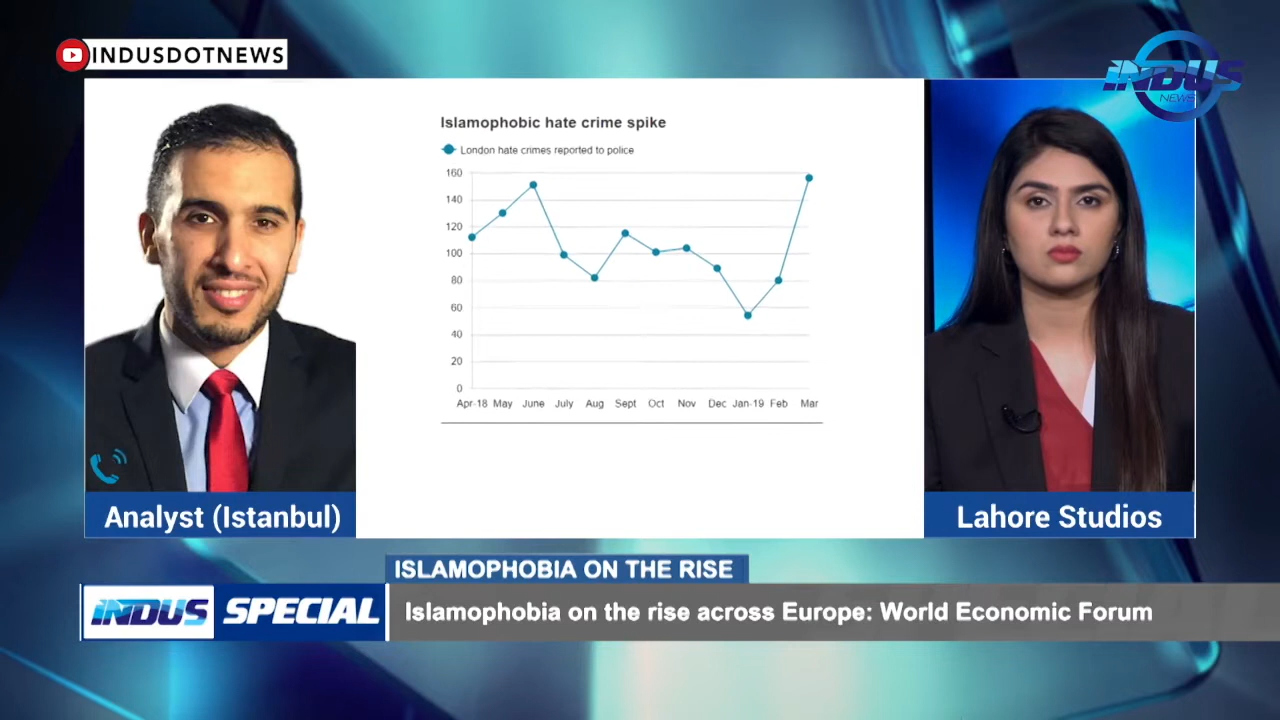 INDUSDOTNEWS
INDUS
NEWS
Islamophobic hate crime spike
London hate crimes reported to police
160
140
120
100
80
60
40
20
0
Apr-18 May June July Aug Sept Oct Nov Dec Jan-19 Feb Mar
Analyst (Istanbul)
Lahore Studios
ISLAMOPHOBIA ON THE RISE
INDUS SPECIAL
Islamophobia on the rise across Europe: World Economic Forum